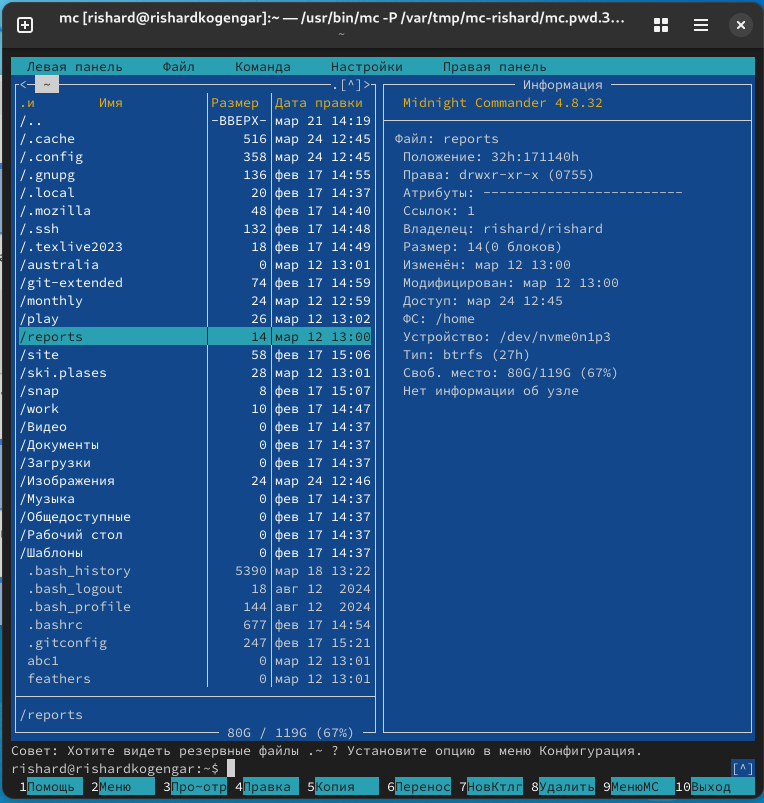 mc [rishard@rishardkogengar]:~ — /usr/bin/mc -P /var/tmp/mc-rishard/mc.pwd.3…
~
Левая панель Файл Команда Настройки Правая панель
<─ ~ .[^]>
.и Имя Размер Дата правки
/.. -ВВЕРХ- мар 21 14:19
/.cache 516 мар 24 12:45
/.config 358 мар 24 12:45
/.gnupg 136 фев 17 14:55
/.local 20 фев 17 14:37
/.mozilla 48 фев 17 14:40
/.ssh 132 фев 17 14:48
/.texlive2023 18 фев 17 14:49
/australia 0 мар 12 13:01
/git-extended 74 фев 17 14:59
/monthly 24 мар 12 12:59
/play 26 мар 12 13:02
/reports 14 мар 12 13:00
/site 58 фев 17 15:06
/ski.plases 28 мар 12 13:01
/snap 8 фев 17 15:07
/work 10 фев 17 14:47
/Видео 0 фев 17 14:37
/Документы 0 фев 17 14:37
/Загрузки 0 фев 17 14:37
/Изображения 24 мар 24 12:46
/Музыка 0 фев 17 14:37
/Общедоступные 0 фев 17 14:37
/Рабочий стол 0 фев 17 14:37
/Шаблоны 0 фев 17 14:37
.bash_history 5390 мар 18 13:22
.bash_logout 18 авг 12 2024
.bash_profile 144 авг 12 2024
.bashrc 677 фев 17 14:54
.gitconfig 247 фев 17 15:21
abc1 0 мар 12 13:01
feathers 0 мар 12 13:01
/reports
80G / 119G (67%)
Информация
Midnight Commander 4.8.32
Файл: reports
Положение: 32h:171140h
Права: drwxr-xr-x (0755)
Атрибуты: -------------------------
Ссылок: 1
Владелец: rishard/rishard
Размер: 14(0 блоков)
Изменён: мар 12 13:00
Модифицирован: мар 12 13:00
Доступ: мар 24 12:45
ФС: /home
Устройство: /dev/nvme0n1p3
Тип: btrfs (27h)
Своб. место: 80G/119G (67%)
Нет информации об узле
Совет: Хотите видеть резервные файлы .~ ? Установите опцию в меню Конфигурация.
rishard@rishardkogengar:~$ [^]
1Помощь 2Меню 3Про~отр 4Правка 5Копия 6Перенос 7НовКтлг 8Удалить 9МенюМС 10Выход